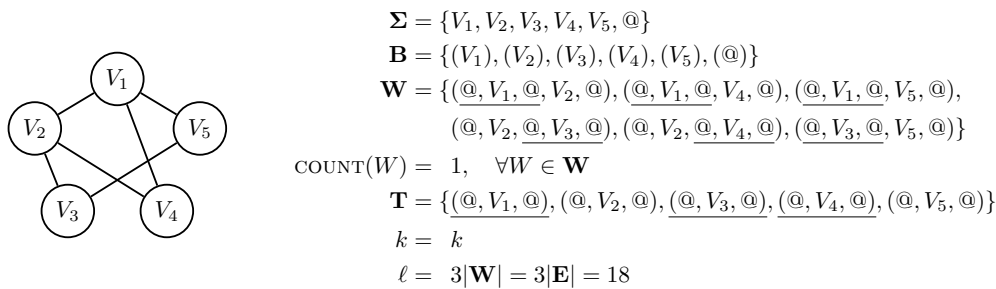 V₁
V₂
V₅
V₃
V₄
Σ = {V₁, V₂, V₃, V₄, V₅, @}
B = {(V₁), (V₂), (V₃), (V₄), (V₅), (@)}
W = {(@, V₁, @, V₂, @), (@, V₁, @, V₄, @), (@, V₁, @, V₅, @),
(@, V₂, @, V₃, @), (@, V₂, @, V₄, @), (@, V₃, @, V₅, @)}
COUNT(W) = 1, ∀W ∈ W
T = {(@, V₁, @), (@, V₂, @), (@, V₃, @), (@, V₄, @), (@, V₅, @)}
k = k
ℓ = 3|W| = 3|E| = 18